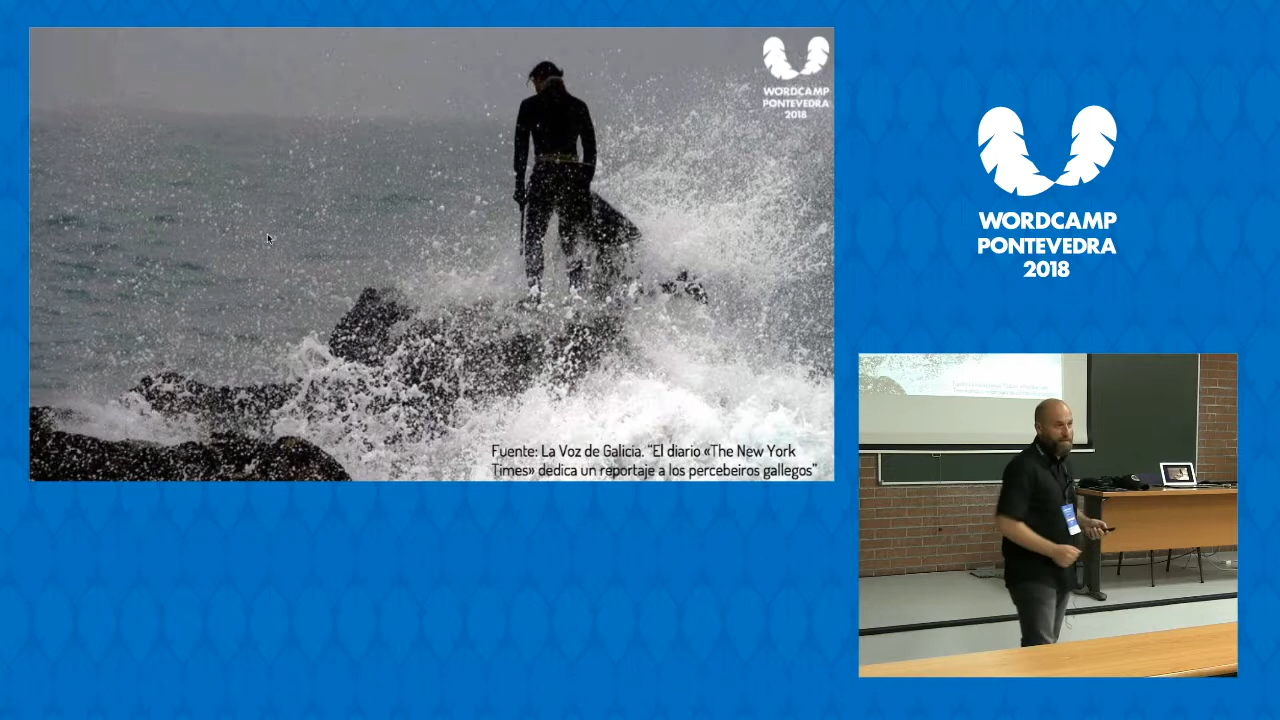 WORDCAMP
PONTEVEDRA
2018
Fuente: La Voz de Galicia. “El diario «The New York
Times» dedica un reportaje a los percebeiros gallegos”
WORDCAMP
PONTEVEDRA
2018